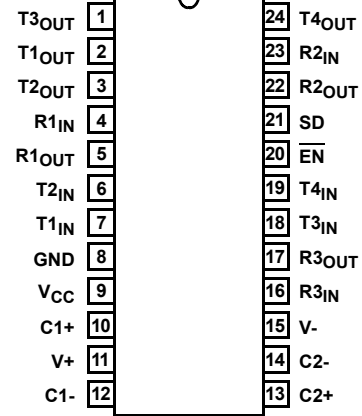 T3OUT 1 24 T4OUT
T1OUT 2 23 R2IN
T2OUT 3 22 R2OUT
R1IN 4 21 SD
R1OUT 5 20 EN
T2IN 6 19 T4IN
T1IN 7 18 T3IN
GND 8 17 R3OUT
VCC 9 16 R3IN
C1+ 10 15 V-
V+ 11 14 C2-
C1- 12 13 C2+